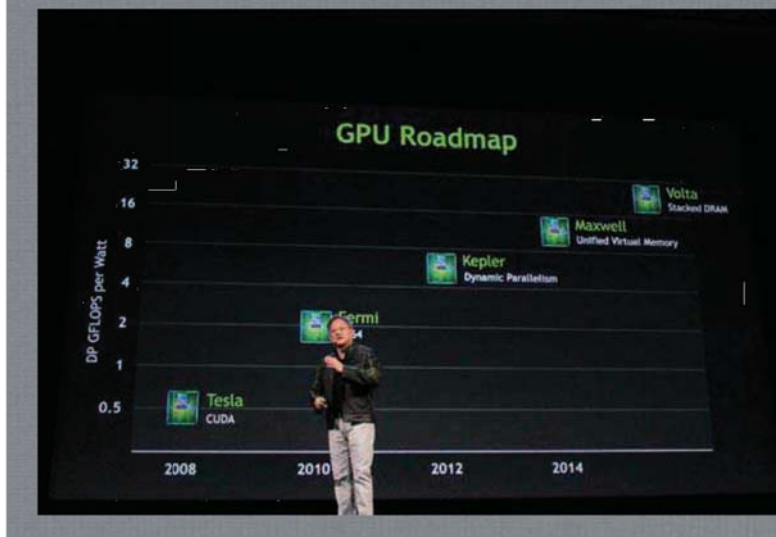 GPU Roadmap
32
16
8
4
2
1
0.5
DP GFLOPS per Watt
Volta
Stacked DRAM
Maxwell
Unified Virtual Memory
Kepler
Dynamic Parallelism
Fermi
Tesla
CUDA
2008
2010
2012
2014